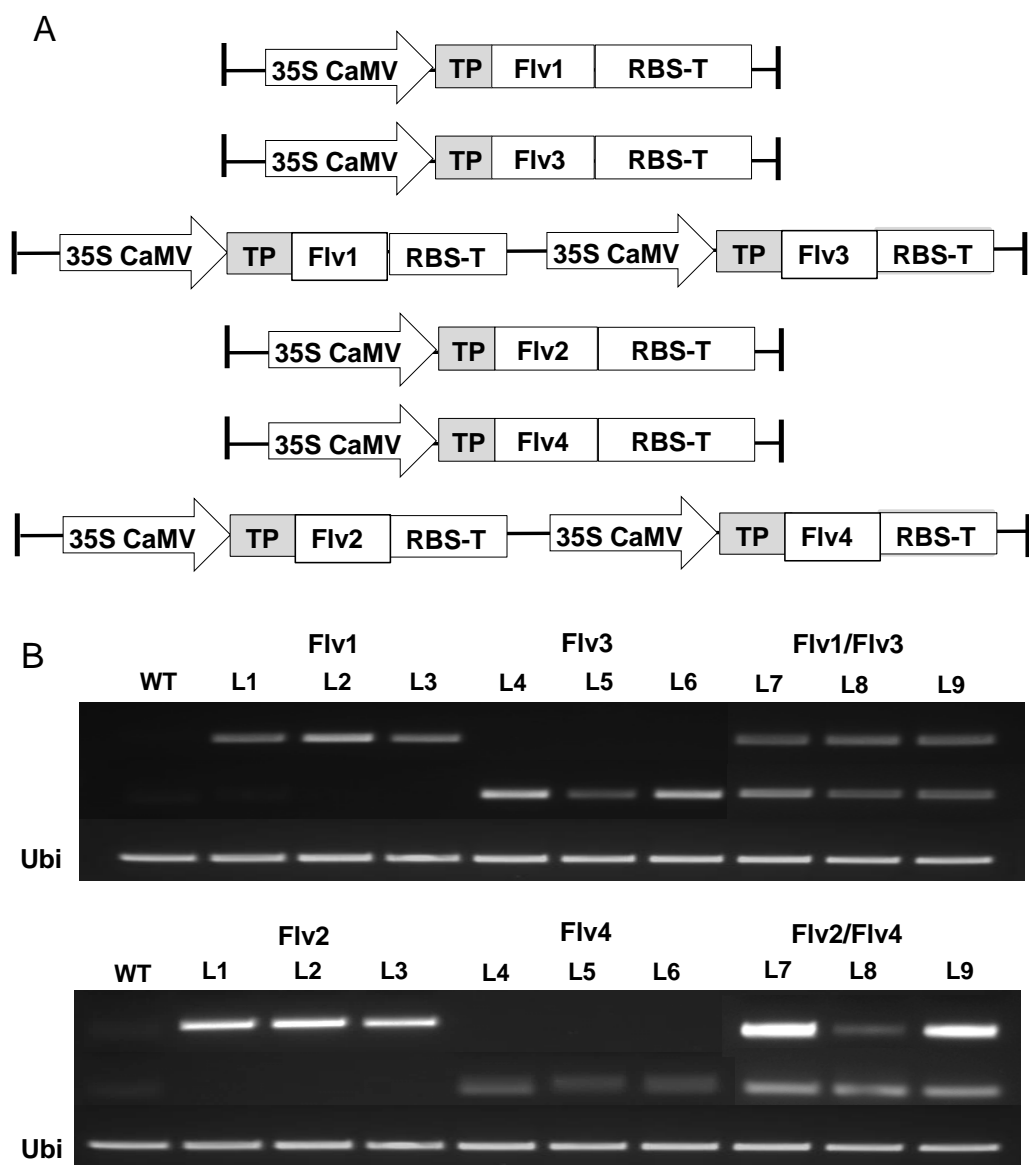 A
35S CaMV TP Flv1 RBS-T
35S CaMV TP Flv3 RBS-T
35S CaMV TP Flv1 RBS-T 35S CaMV TP Flv3 RBS-T
35S CaMV TP Flv2 RBS-T
35S CaMV TP Flv4 RBS-T
35S CaMV TP Flv2 RBS-T 35S CaMV TP Flv4 RBS-T
B
Flv1 Flv3 Flv1/Flv3
WT L1 L2 L3 L4 L5 L6 L7 L8 L9
Ubi
Flv2 Flv4 Flv2/Flv4
WT L1 L2 L3 L4 L5 L6 L7 L8 L9
Ubi